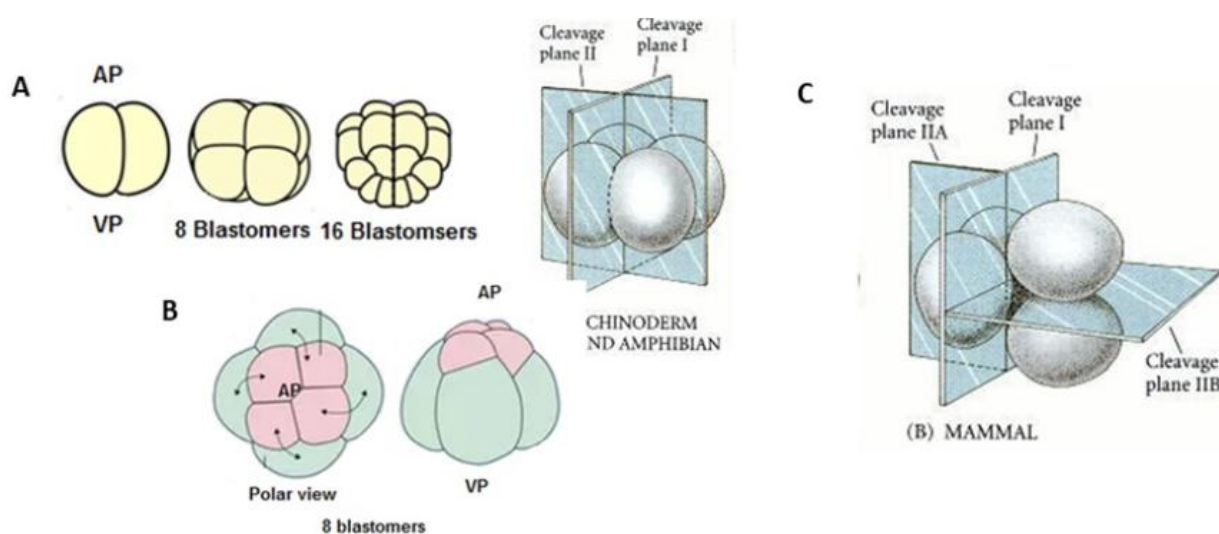 A
AP
VP
8 Blastomers
16 Blastomsers
Cleavage
plane II
Cleavage
plane I
CHINODERM
ND AMPHIBIAN
B
AP
Polar view
AP
VP
8 blastomers
C
Cleavage
plane IIA
Cleavage
plane I
Cleavage
plane IIB
(B) MAMMAL